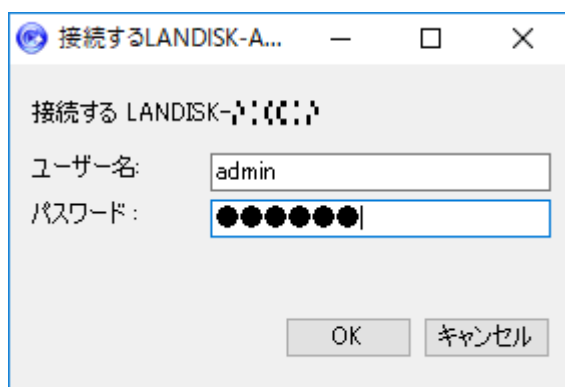 接続するLANDISK-A...
接続する LANDISK-
ユーザー名:
admin
パスワード:
●●●●●●
OK
キャンセル